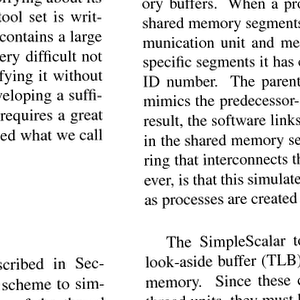 tool set is writ-
contains a large
ery difficult not
fying it without
veloping a suffi-
requires a great
ed what we call
scribed in Sec-
scheme to sim-
ory buffers. When a pro
shared memory segments
munication unit and me
specific segments it has c
ID number. The parent
mimics the predecessor-
result, the software links
in the shared memory se
ring that interconnects th
ever, is that this simulate
as processes are created
The SimpleScalar to
look-aside buffer (TLB)
memory. Since these c